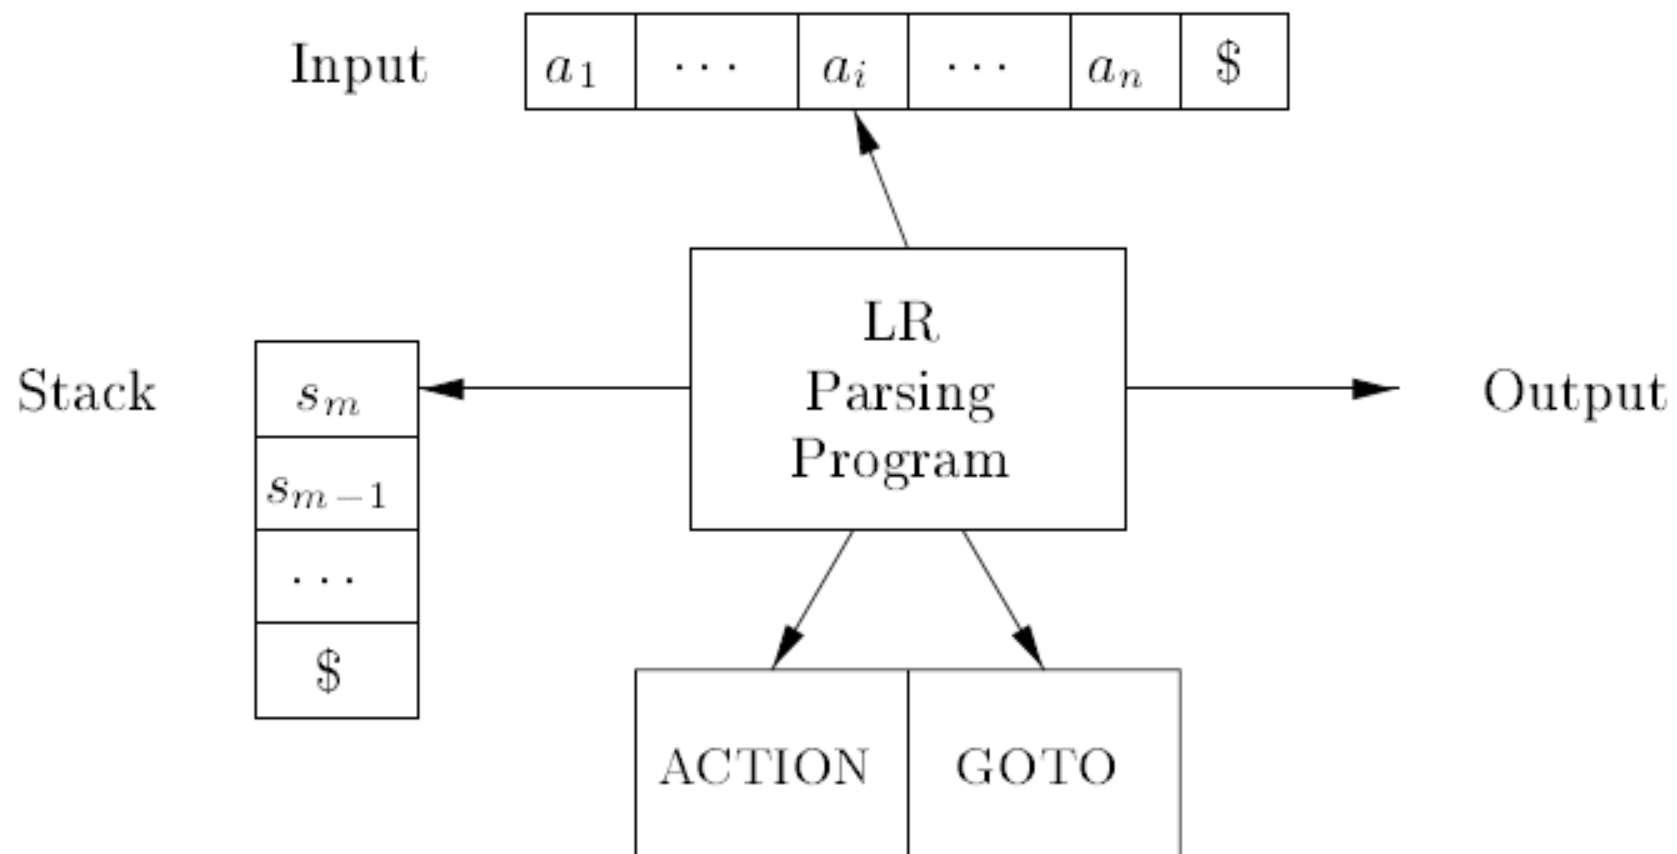 Input a₁ ··· aᵢ ··· aₙ $
LR
Stack sₘ Parsing Output
Program
sₘ₋₁
···
$
ACTION GOTO